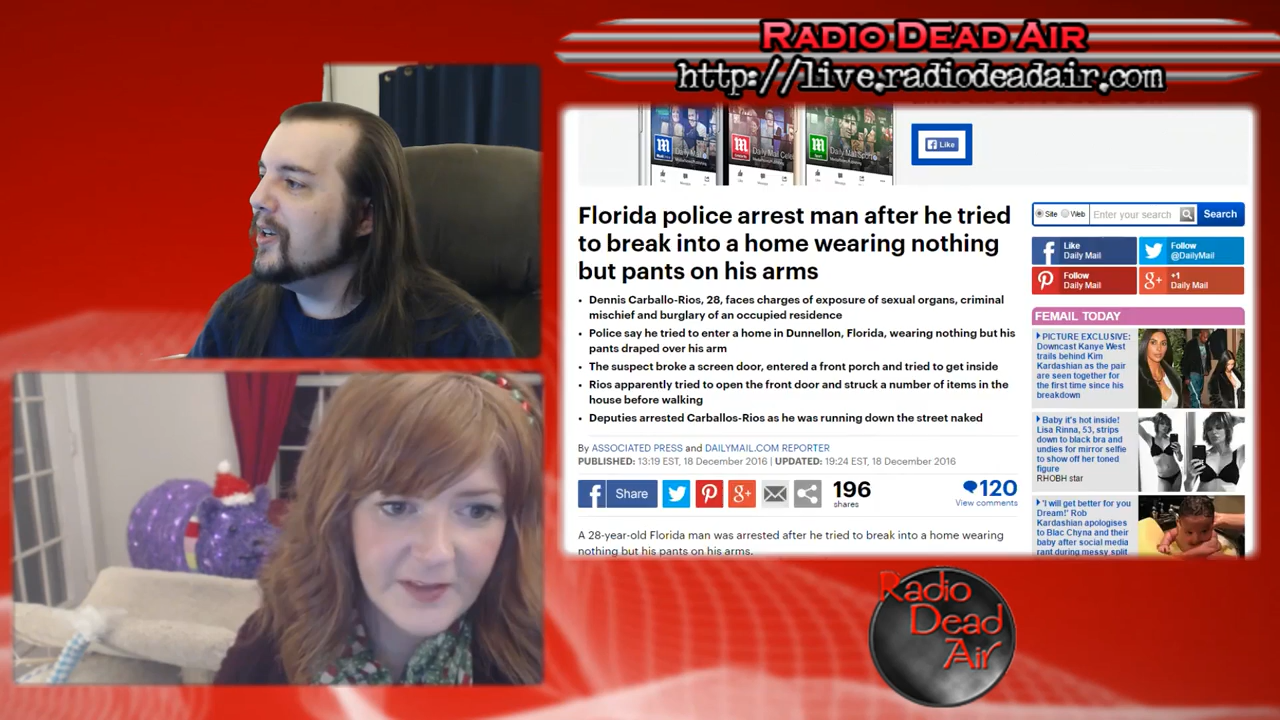 Radio Dead Air
http://live.radiodeadair.com
Like
Florida police arrest man after he tried
to break into a home wearing nothing
but pants on his arms
Dennis Carballo-Rios, 28, faces charges of exposure of sexual organs, criminal
mischief and burglary of an occupied residence
Police say he tried to enter a home in Dunnellon, Florida, wearing nothing but his
pants draped over his arm
The suspect broke a screen door, entered a front porch and tried to get inside
Rios apparently tried to open the front door and struck a number of items in the
house before walking
Deputies arrested Carballos-Rios as he was running down the street naked
By ASSOCIATED PRESS and DAILYMAIL.COM REPORTER
PUBLISHED: 13:19 EST, 18 December 2016 | UPDATED: 19:24 EST, 18 December 2016
Share
196
shares
120
View comments
A 28-year-old Florida man was arrested after he tried to break into a home wearing
nothing but his pants on his arms.
Site Web Enter your search Search
Like
Daily Mail
Follow
@DailyMail
Follow
Daily Mail
+1
Daily Mail
FEMAIL TODAY
PICTURE EXCLUSIVE:
Downcast Kanye West
trails behind Kim
Kardashian as the pair
are seen together for
the first time since his
breakdown
Baby it's hot inside!
Lisa Rinna, 53, strips
down to black bra and
undies for mirror selfie
to show off her toned
figure
RHOBH star
'I will get better for you
Dream!' Rob
Kardashian apologises
to Blac Chyna and their
baby after social media
rant during messy split
Radio
Dead
Air